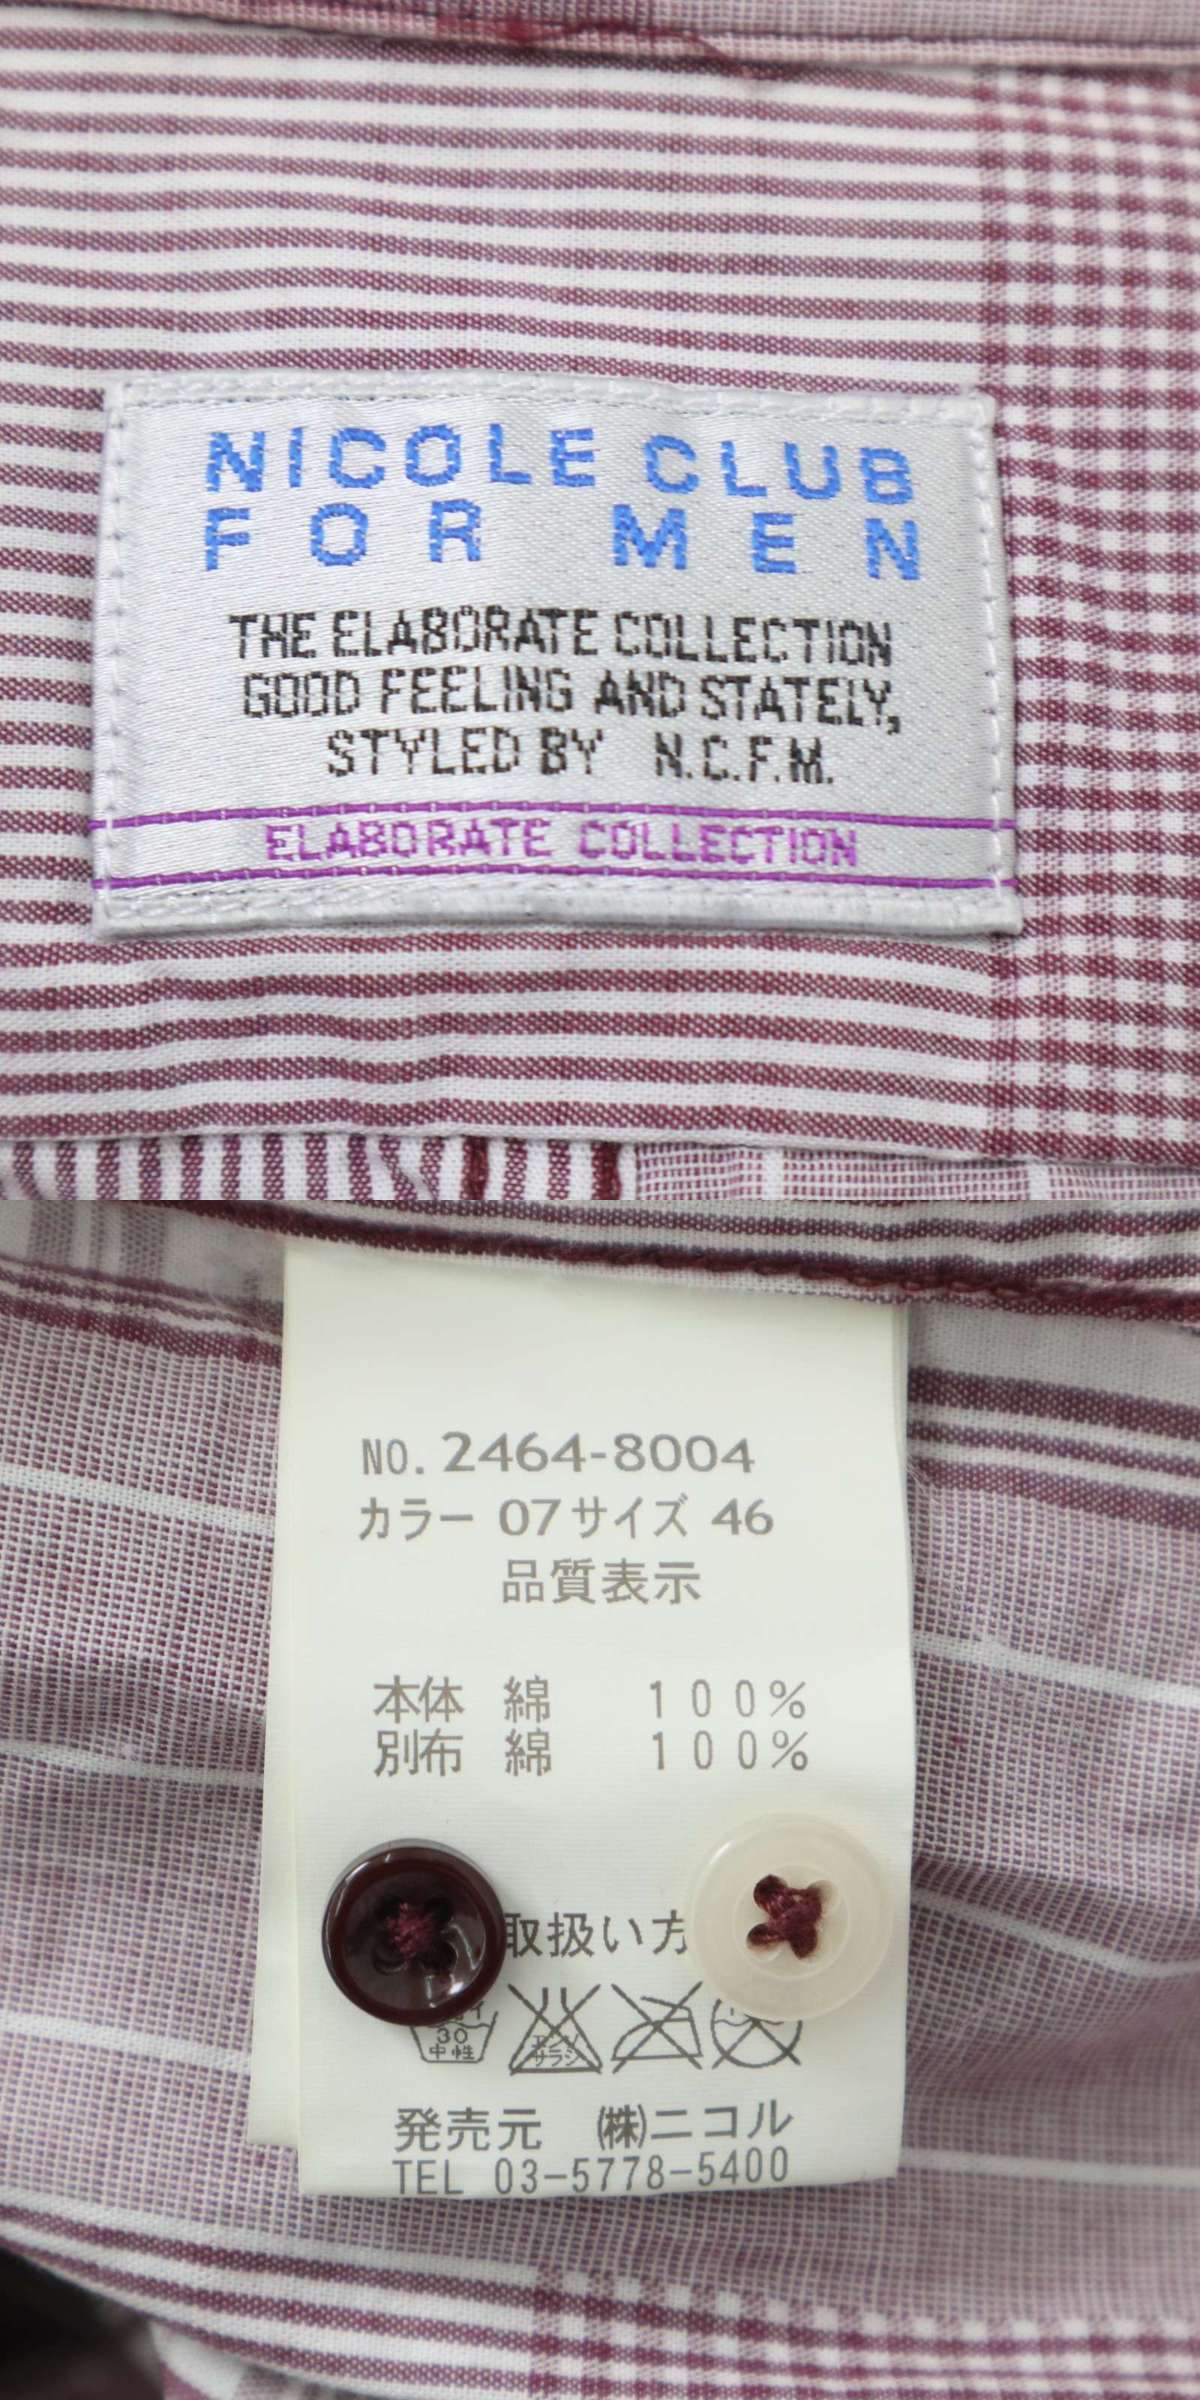 NICOLE CLUB
FOR MEN
THE ELABORATE COLLECTION
GOOD FEELING AND STATELY,
STYLED BY N.C.F.M.
ELABORATE COLLECTION
NO. 2464-8004
カラー 07 サイズ 46
品質表示
本体 綿 100%
別布 綿 100%
取扱い方
30
中性
エンソ
サラシ
発売元 ㈱ニコル
TEL 03-5778-5400